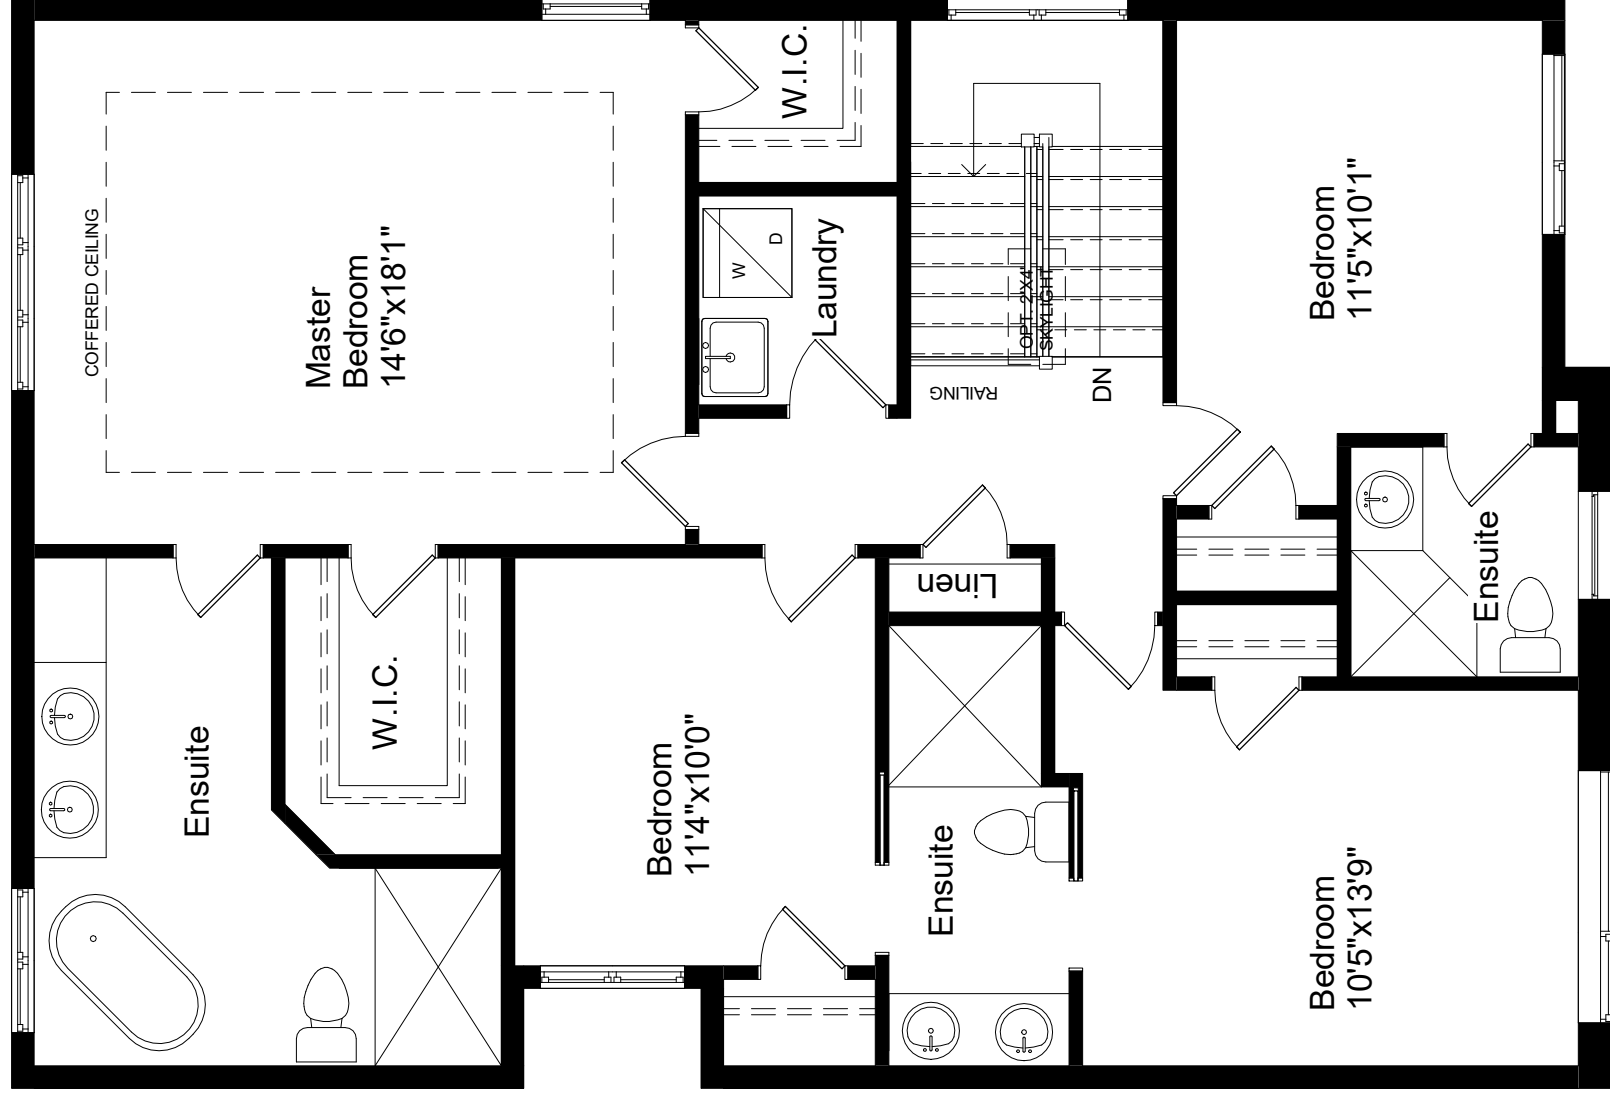 COFFERED CEILING
Master
Bedroom
14'6"x18'1"
W.I.C.
W
D
Laundry
OPT. 2'X4'
SKYLIGHT
RAILING
DN
Bedroom
11'5"x10'1"
Ensuite
Linen
Ensuite
W.I.C.
Bedroom
11'4"x10'0"
Ensuite
Bedroom
10'5"x13'9"